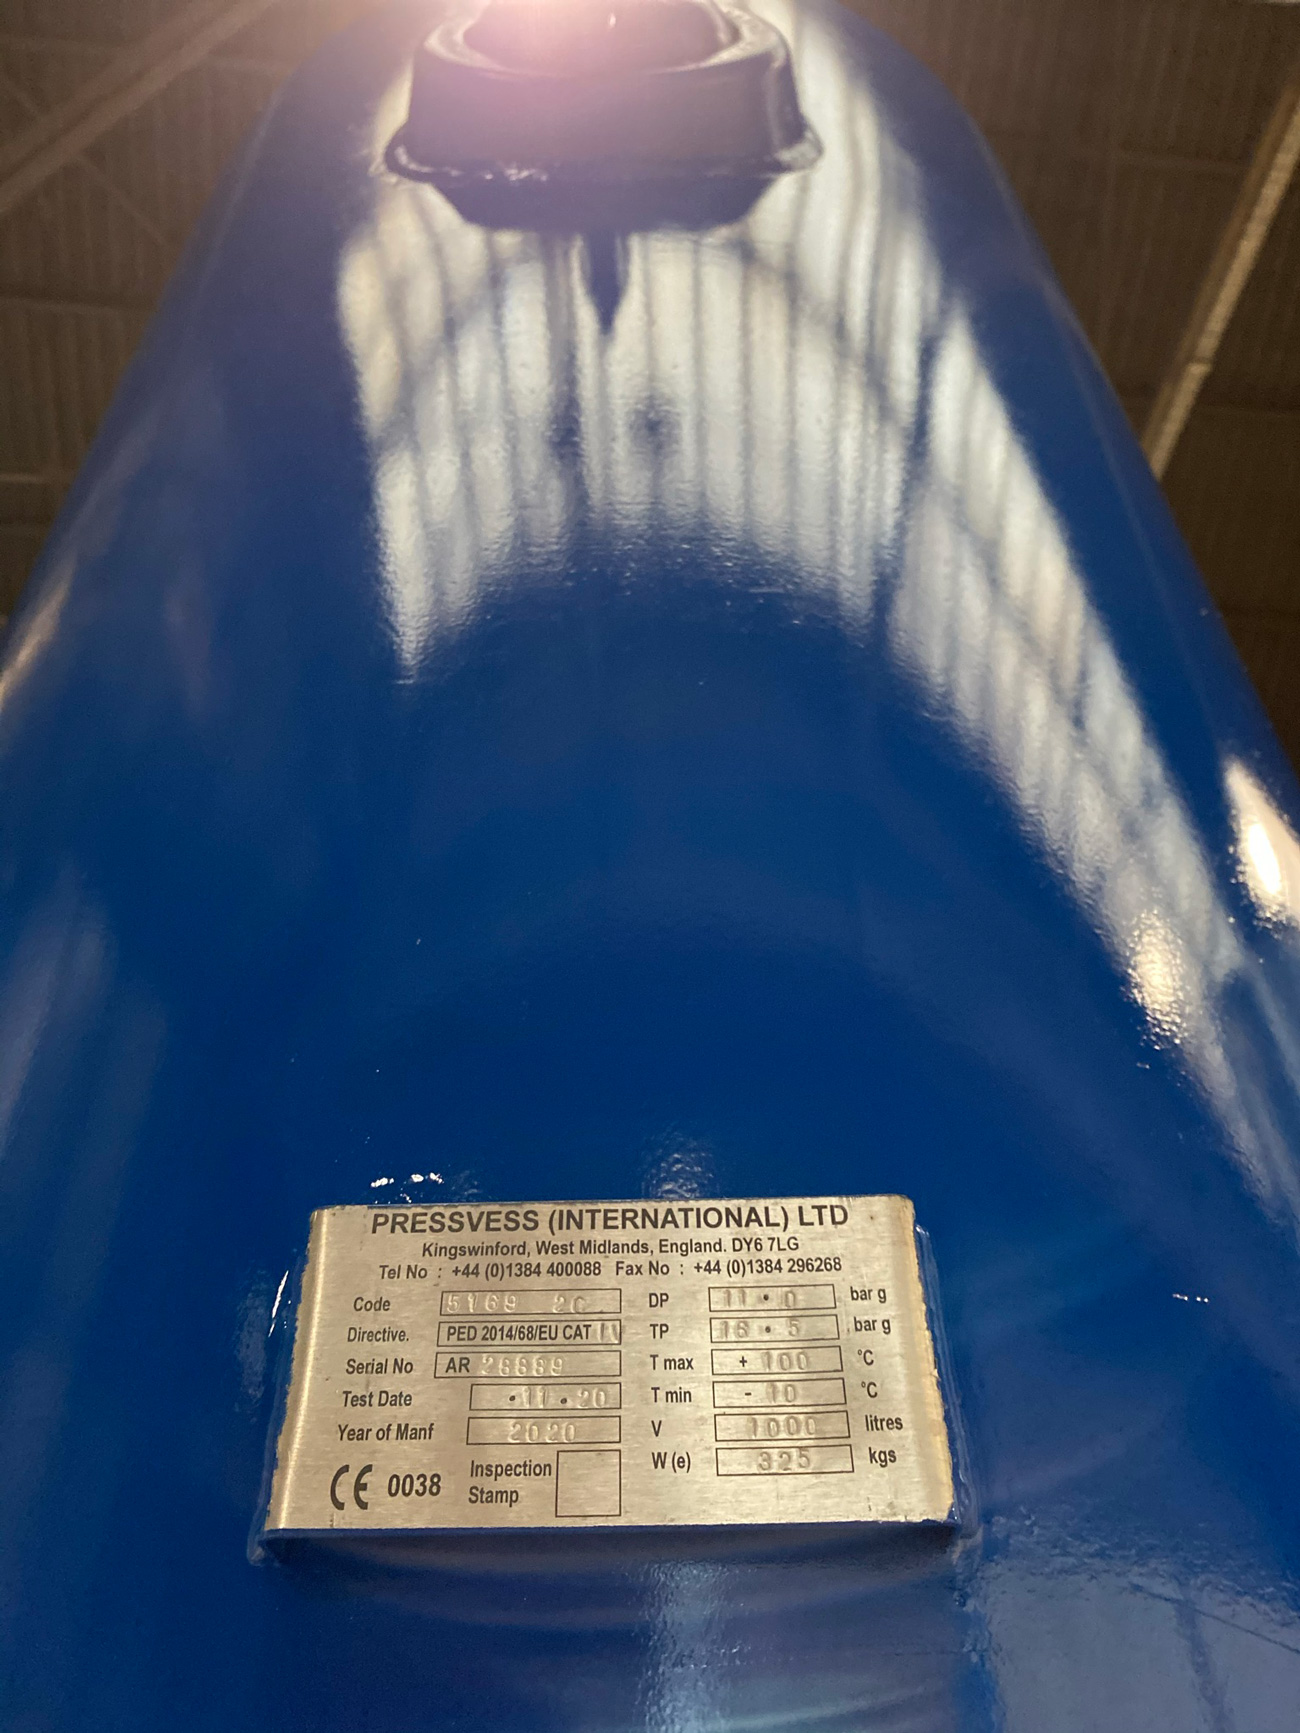 PRESSVESS (INTERNATIONAL) LTD
Kingswinford, West Midlands, England. DY6 7LG
Tel No : +44 (0)1384 400088 Fax No : +44 (0)1384 296268
Code 5169 2C DP 11.0 bar g
Directive. PED 2014/68/EU CAT IV TP 16.5 bar g
Serial No AR 28889 T max + 100 °C
Test Date .11.20 T min - 10 °C
Year of Manf 2020 V 1000 litres
CE 0038 Inspection Stamp W (e) 325 kgs